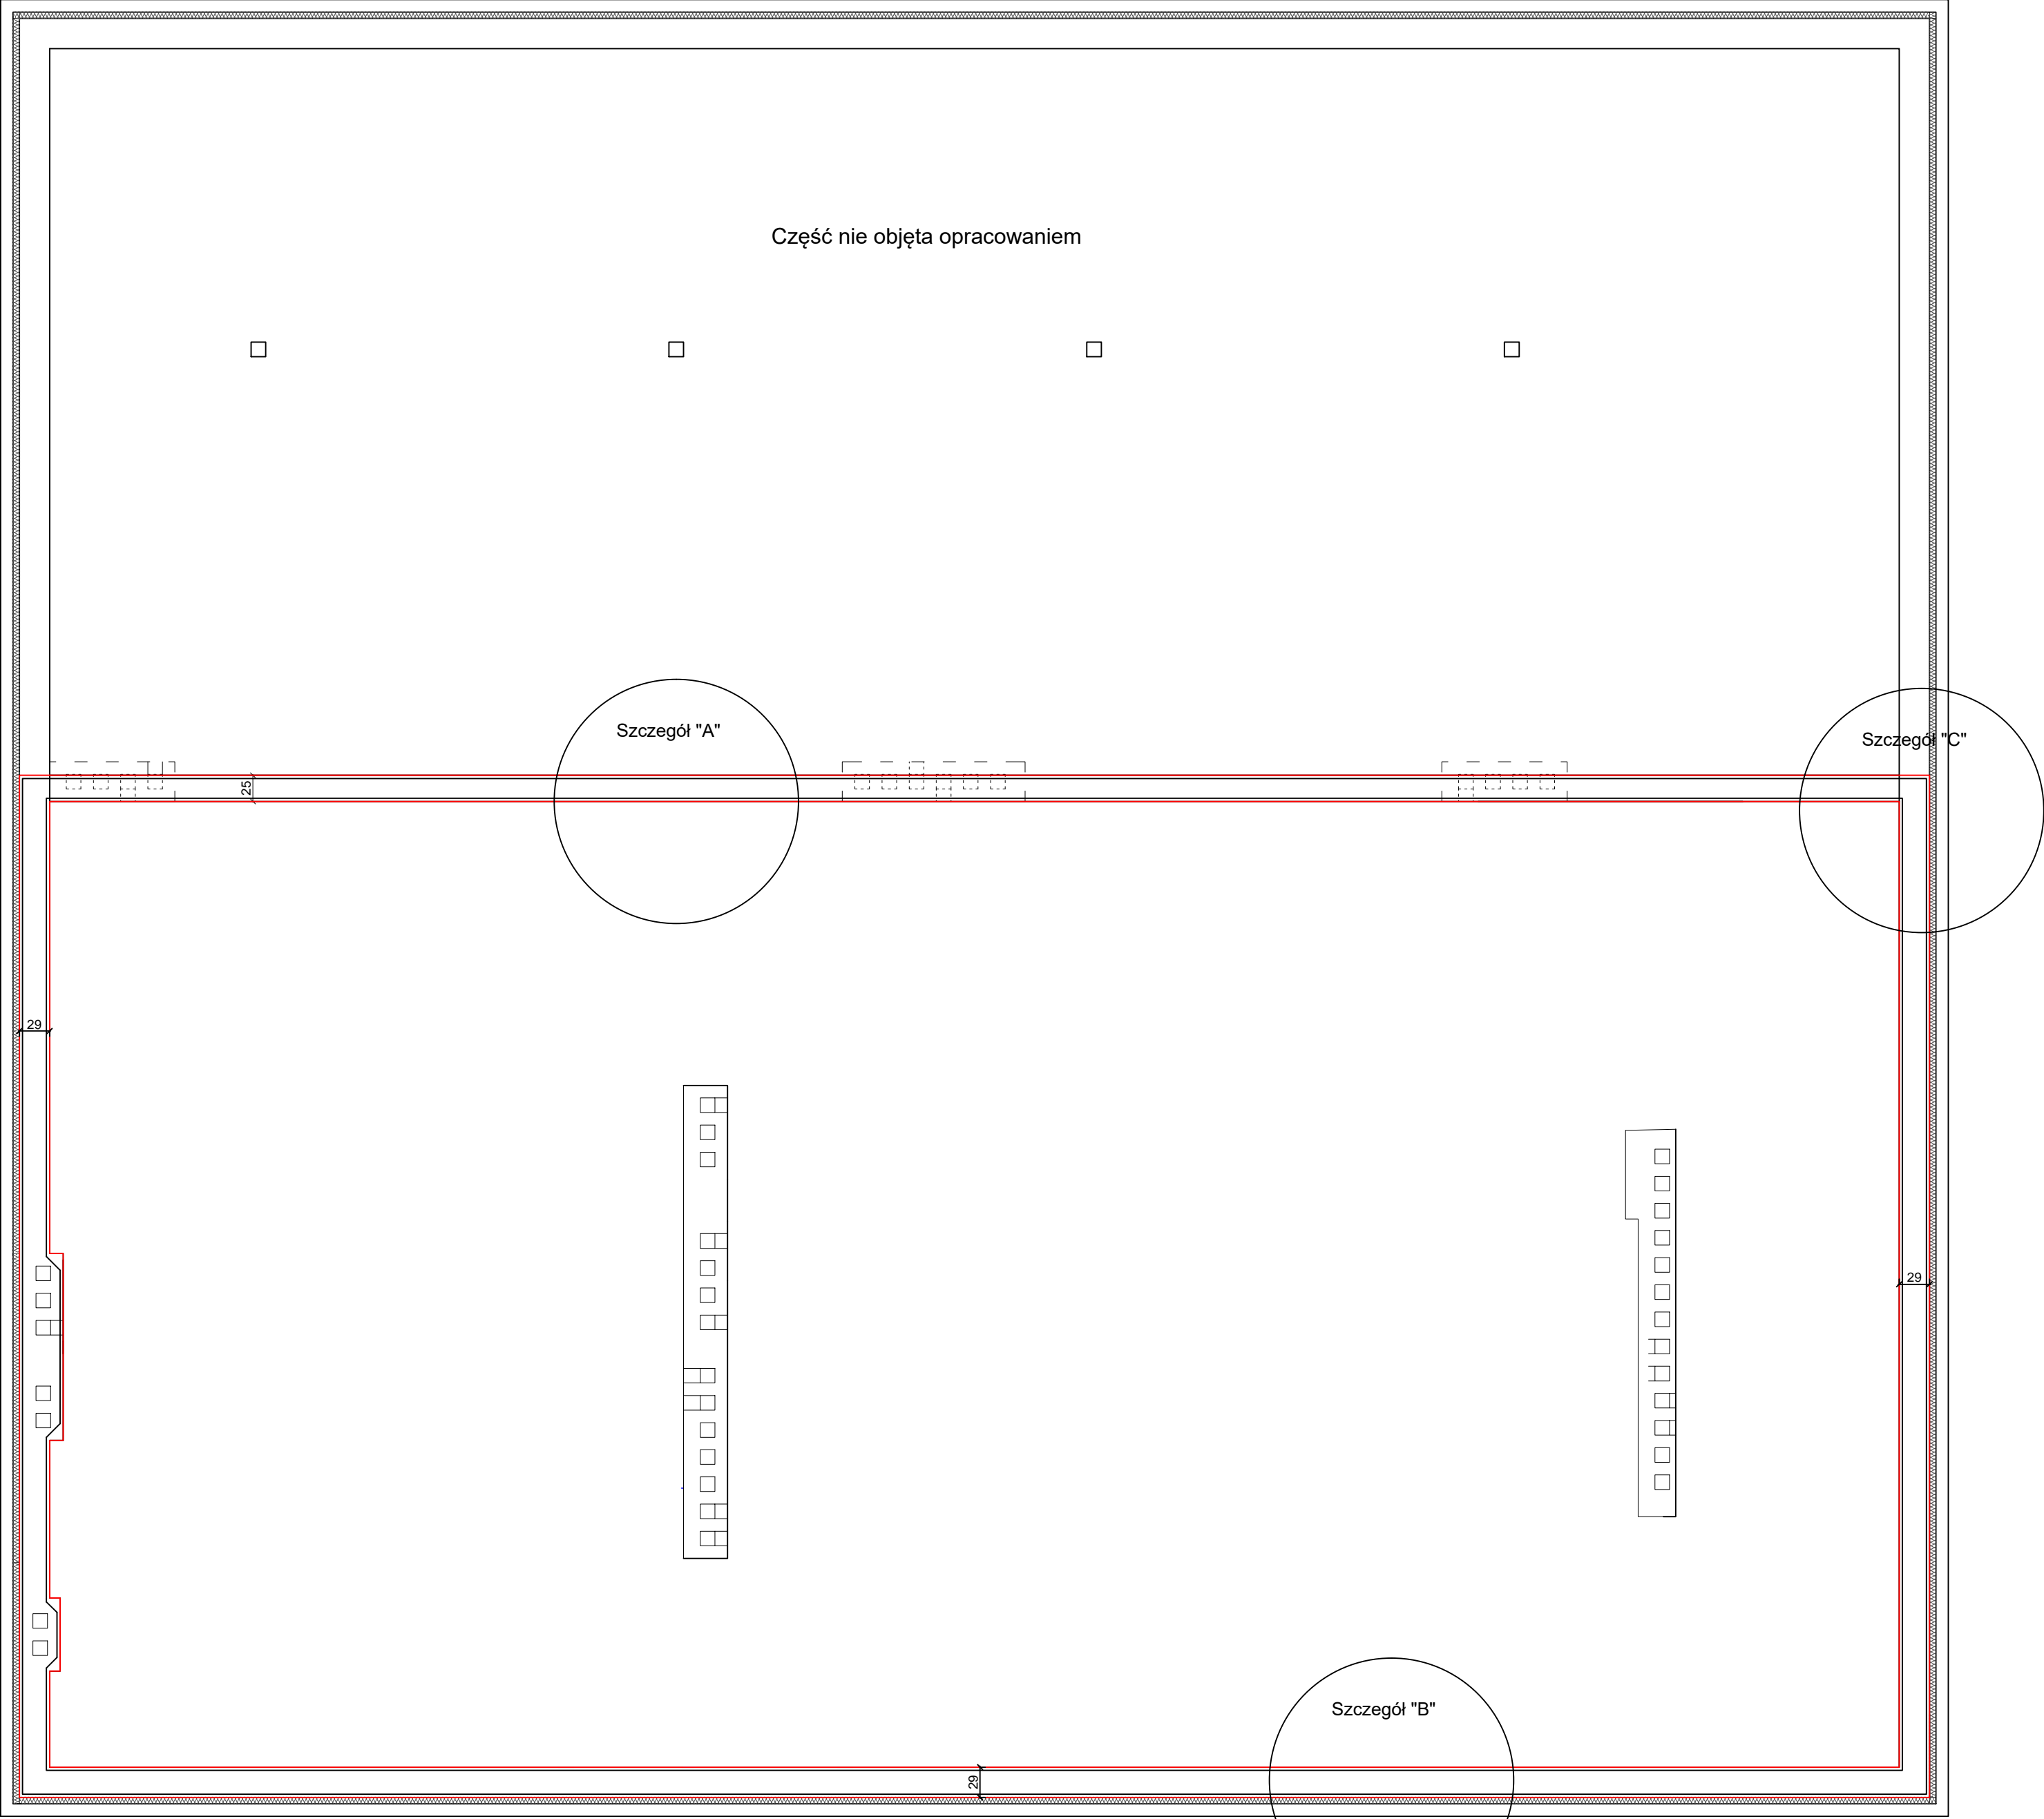 Część nie objęta opracowaniem
Szczegół "A"
Szczegół "C"
25
29
29
Szczegół "B"
29